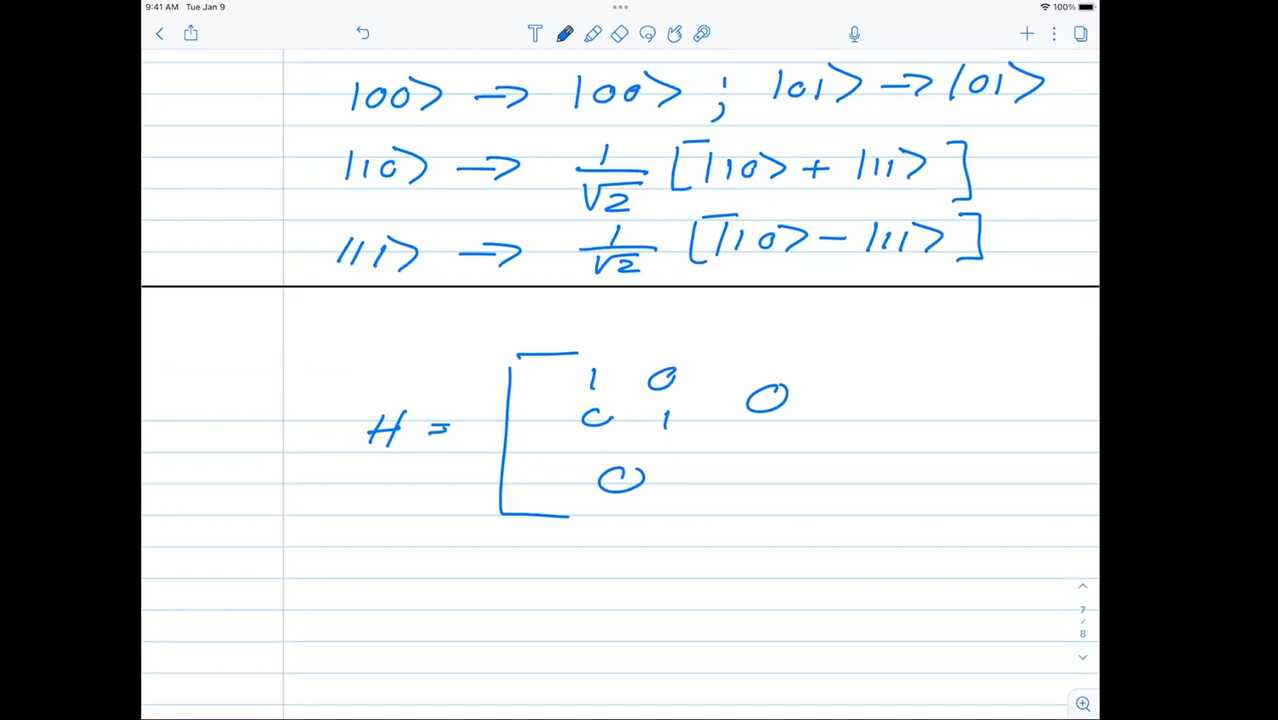 9:41 AM Tue Jan 9
100%
|00> → |00> ; |01> → |01>
|10> → 1/√2 [|10> + |11>]
|11> → 1/√2 [|10> - |11>]
H = [ 1 0
0 1 0
0
7
/
8